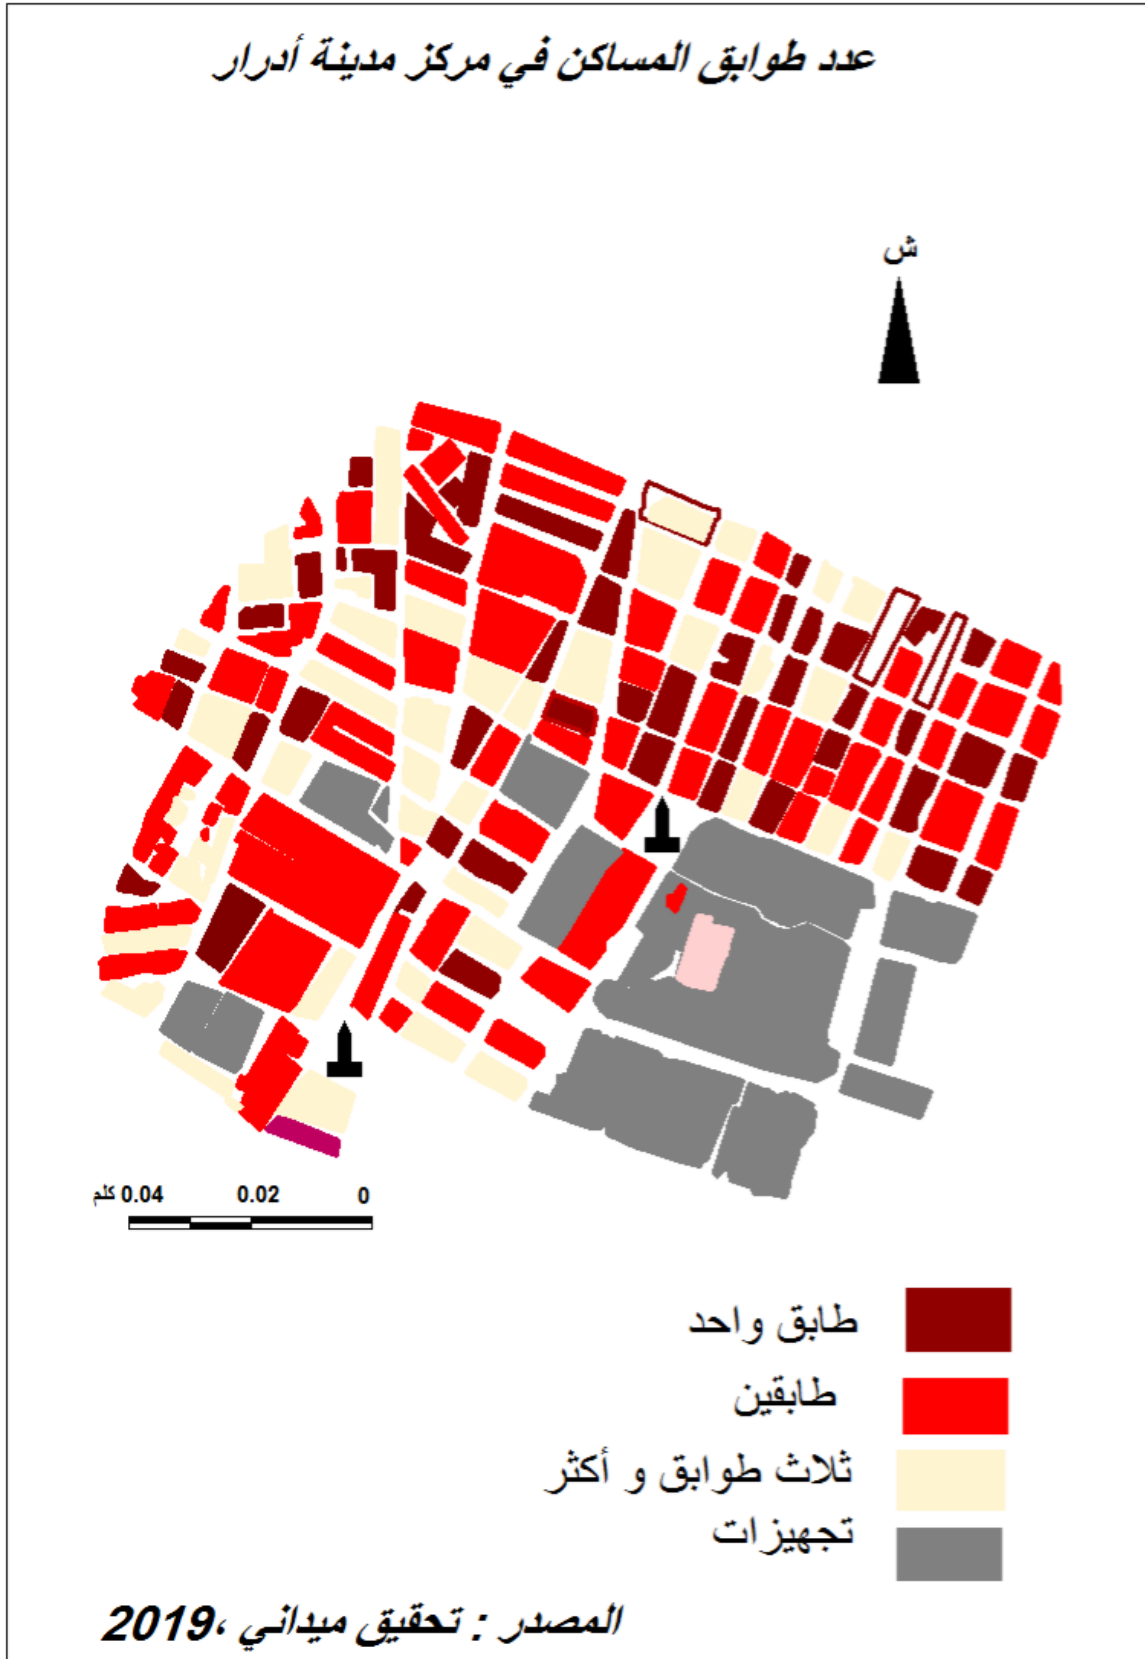 عدد طوابق المساكن في مركز مدينة أدرار
ش
0 0.02 0.04 كلم
طابق واحد
طابقين
ثلاث طوابق و أكثر
تجهيزات
المصدر : تحقيق ميداني ،2019